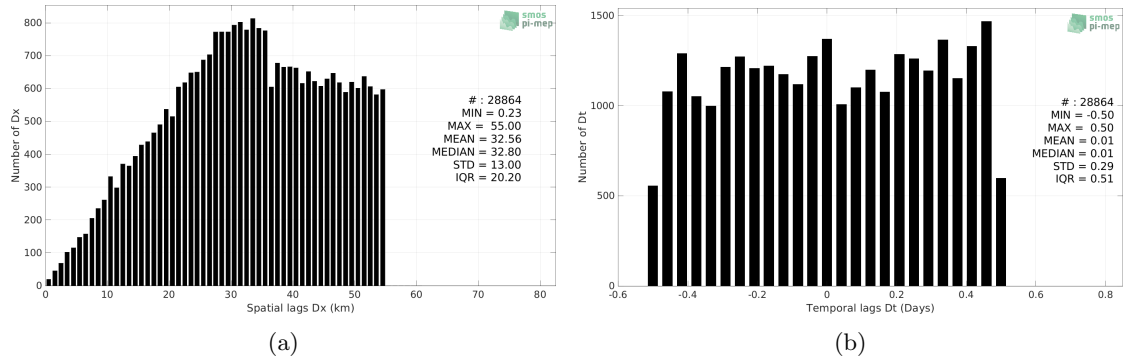 smos
pi-mep
800
700
600
500
400
300
200
100
0
Number of Dx
# : 28864
MIN = 0.23
MAX = 55.00
MEAN = 32.56
MEDIAN = 32.80
STD = 13.00
IQR = 20.20
0 10 20 30 40 50 60 70 80
Spatial lags Dx (km)
(a)
smos
pi-mep
1500
1000
500
0
Number of Dt
# : 28864
MIN = -0.50
MAX = 0.50
MEAN = 0.01
MEDIAN = 0.01
STD = 0.29
IQR = 0.51
-0.6 -0.4 -0.2 0 0.2 0.4 0.6 0.8
Temporal lags Dt (Days)
(b)